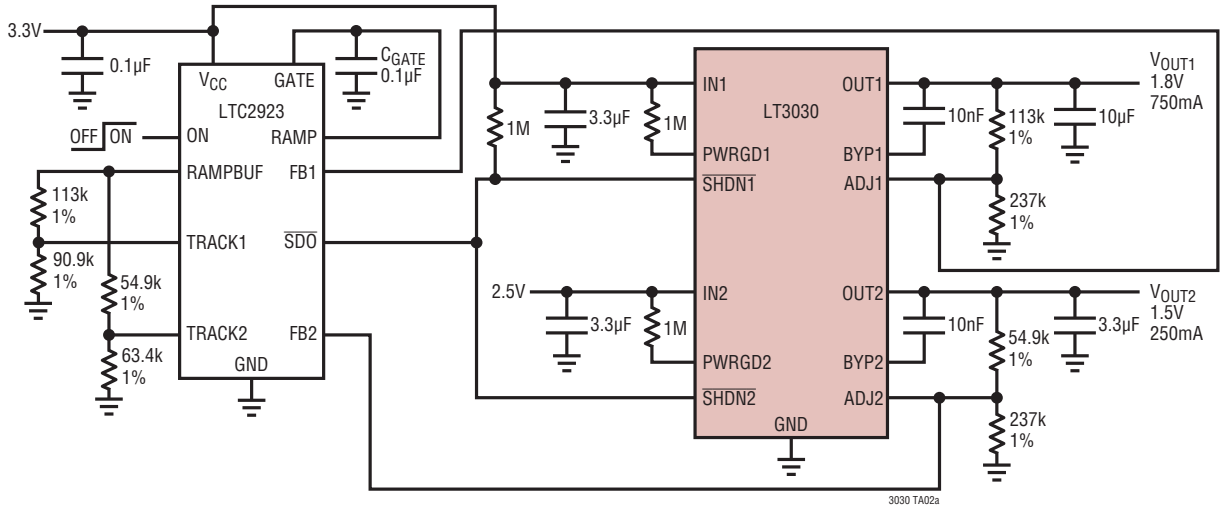 3.3V
0.1µF
VCC
GATE
CGATE
0.1µF
LTC2923
OFF
ON
ON
RAMP
RAMPBUF
FB1
113k
1%
TRACK1
SDO
90.9k
1%
54.9k
1%
TRACK2
FB2
63.4k
1%
GND
1M
3.3µF
1M
IN1
OUT1
LT3030
PWRGD1
BYP1
SHDN1
ADJ1
10nF
113k
1%
10µF
VOUT1
1.8V
750mA
237k
1%
2.5V
3.3µF
1M
IN2
OUT2
PWRGD2
BYP2
SHDN2
ADJ2
GND
10nF
54.9k
1%
3.3µF
VOUT2
1.5V
250mA
237k
1%
3030 TA02a